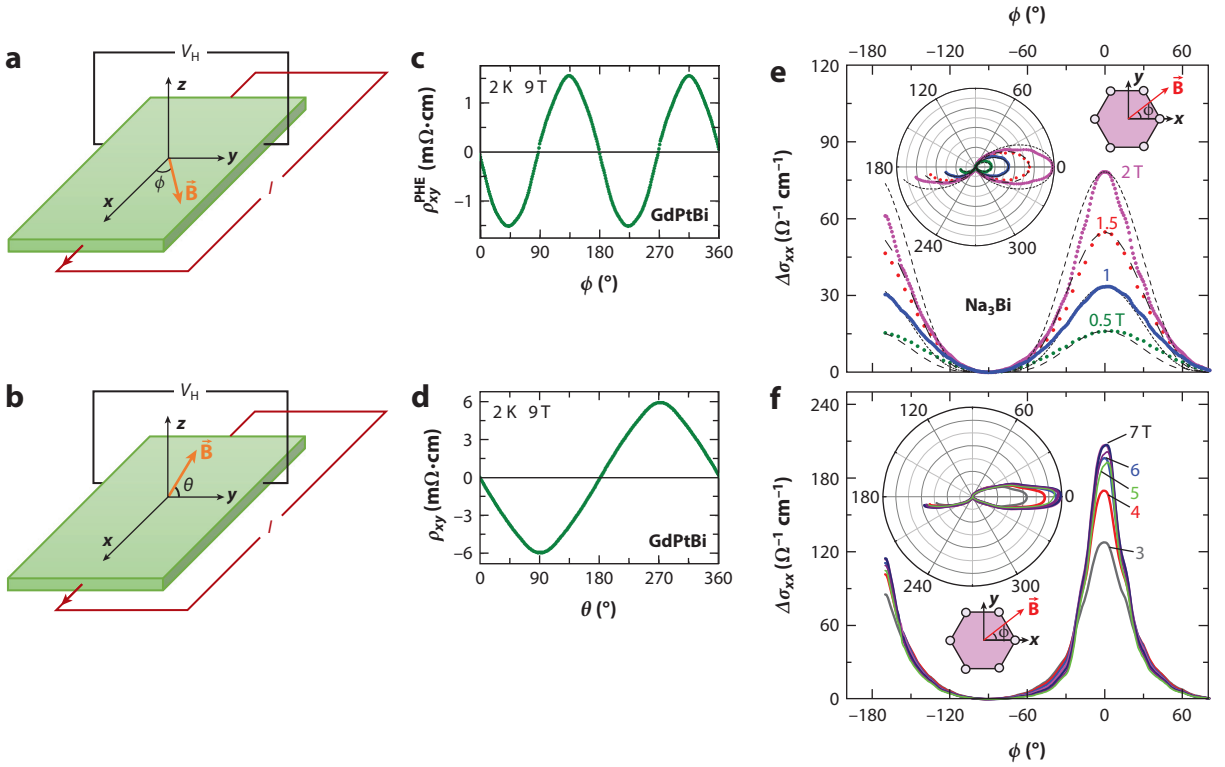 a
V_H
z
y
ϕ
B⃗
x
I
b
V_H
z
B⃗
θ
y
x
I
c
2 K 9 T
ρ_xy^PHE (mΩ·cm)
1
0
−1
GdPtBi
0 90 180 270 360
ϕ (°)
d
2 K 9 T
ρ_xy (mΩ·cm)
6
3
0
−3
−6
GdPtBi
0 90 180 270 360
θ (°)
ϕ (°)
−180 −120 −60 0 60
e
120
90
60
30
0
Δσ_xx (Ω⁻¹ cm⁻¹)
120 60
180 0
240 300
y
B⃗
ϕ
x
2 T
1.5
1
0.5 T
Na₃Bi
f
240
180
120
60
0
Δσ_xx (Ω⁻¹ cm⁻¹)
120 60
180 0
240 300
7 T
6
5
4
3
y
B⃗
ϕ
x
−180 −120 −60 0 60
ϕ (°)